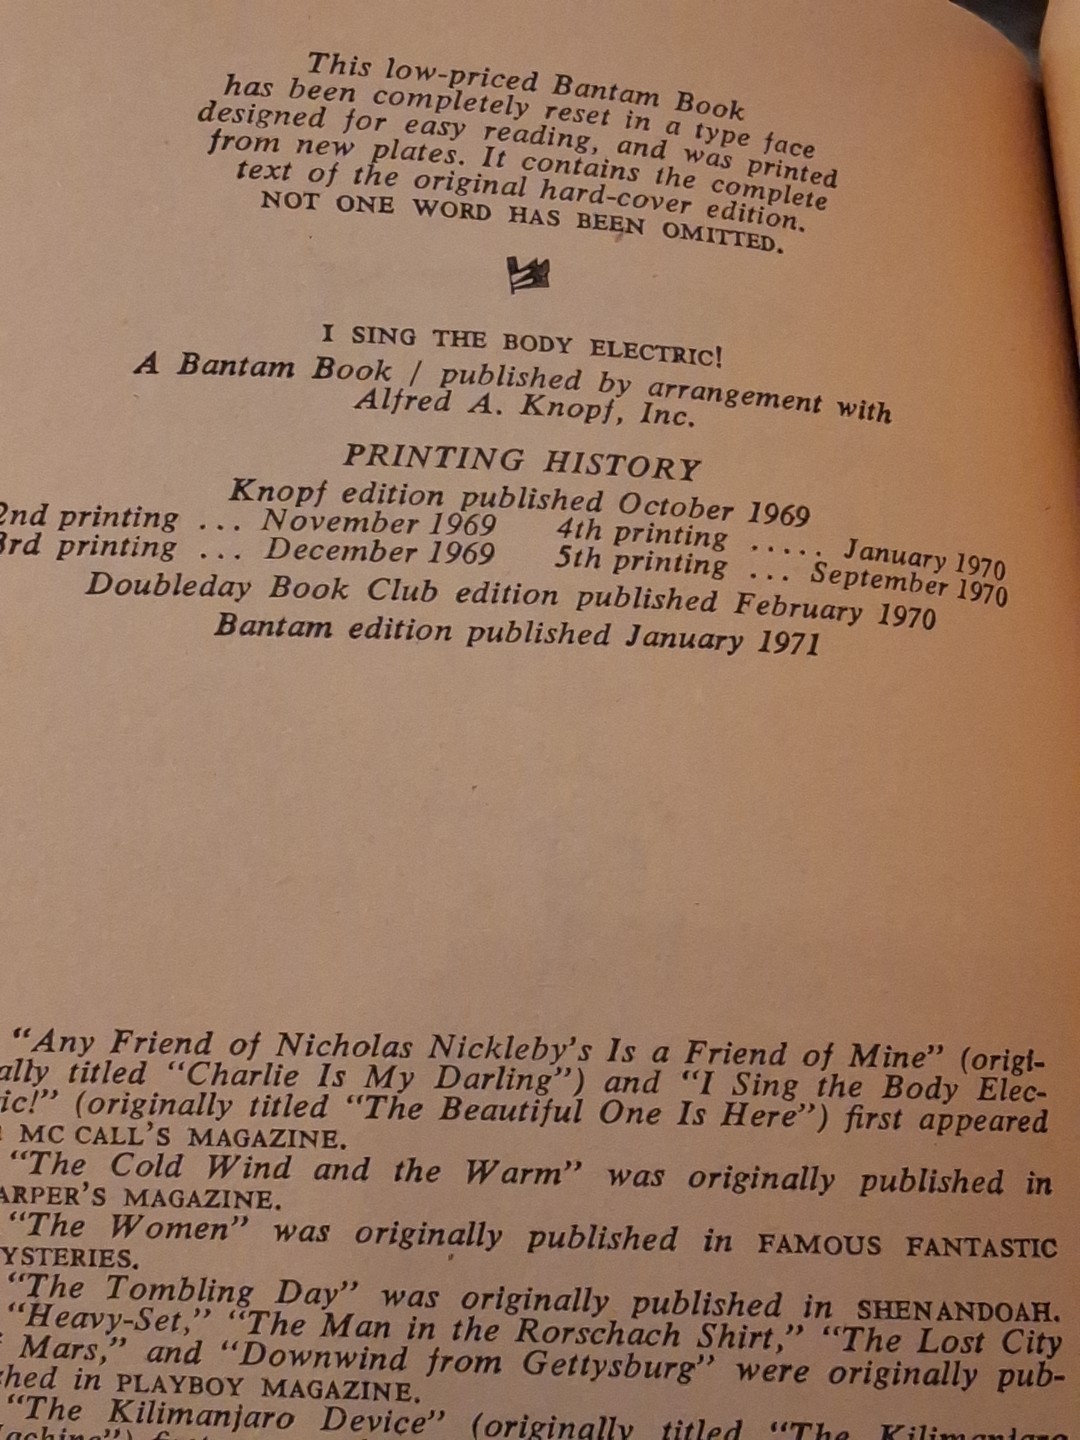 This low-priced Bantam Book
has been completely reset in a type face
designed for easy reading, and was printed
from new plates. It contains the complete
text of the original hard-cover edition.
NOT ONE WORD HAS BEEN OMITTED.
I SING THE BODY ELECTRIC!
A Bantam Book / published by arrangement with
Alfred A. Knopf, Inc.
PRINTING HISTORY
Knopf edition published October 1969
2nd printing ... November 1969 4th printing ..... January 1970
3rd printing ... December 1969 5th printing ... September 1970
Doubleday Book Club edition published February 1970
Bantam edition published January 1971
"Any Friend of Nicholas Nickleby's Is a Friend of Mine" (origi-
ally titled "Charlie Is My Darling") and "I Sing the Body Elec-
ic!" (originally titled "The Beautiful One Is Here") first appeared
MC CALL'S MAGAZINE.
"The Cold Wind and the Warm" was originally published in
ARPER'S MAGAZINE.
"The Women" was originally published in FAMOUS FANTASTIC
YSTERIES.
"The Tombling Day" was originally published in SHENANDOAH.
"Heavy-Set," "The Man in the Rorschach Shirt," "The Lost City
Mars," and "Downwind from Gettysburg" were originally pub-
hed in PLAYBOY MAGAZINE.
"The Kilimanjaro Device" (originally titled "The Kilimanjaro